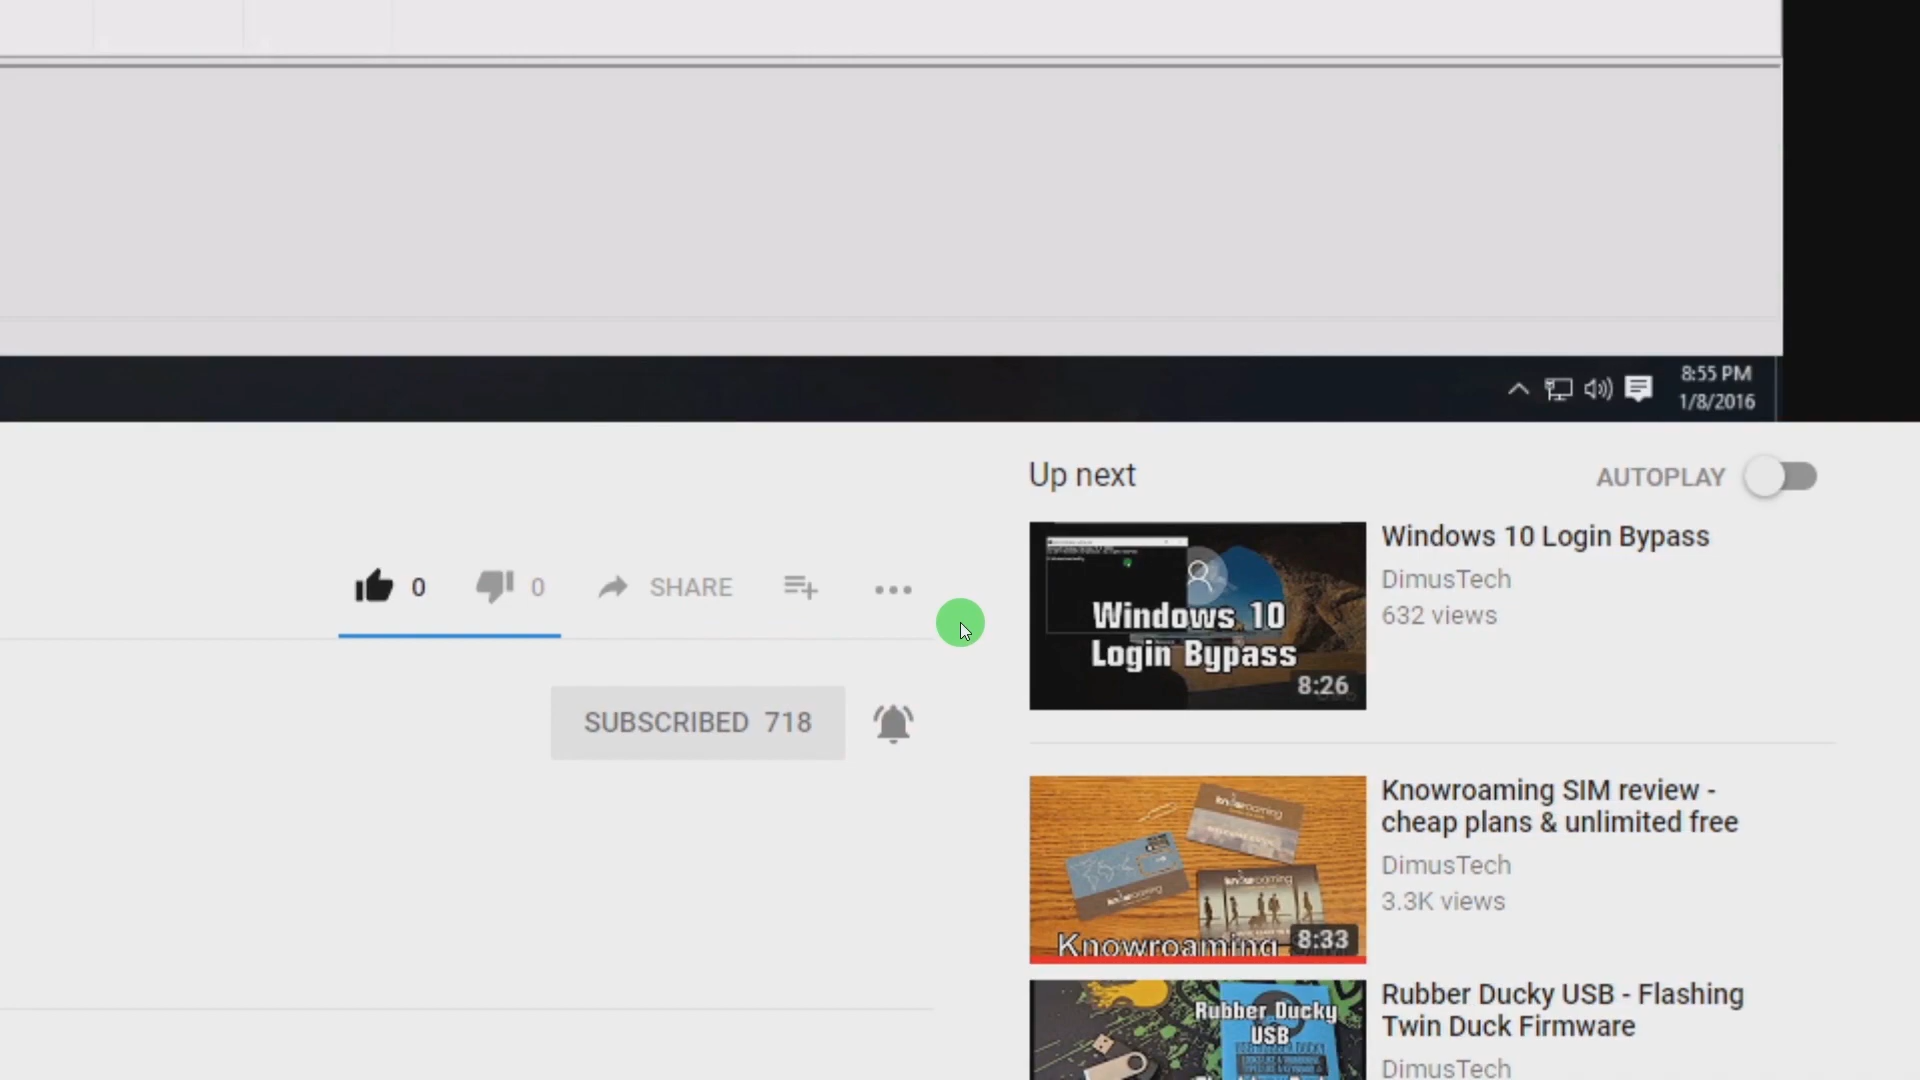 8:55 PM
1/8/2016
Up next
AUTOPLAY
Windows 10 Login Bypass
DimusTech
632 views
Windows 10
Login Bypass
8:26
0
0
SHARE
SUBSCRIBED 718
Knowroaming SIM review -
cheap plans & unlimited free
DimusTech
3.3K views
knowroaming
knowroaming
Knowroaming
8:33
Rubber Ducky USB - Flashing
Twin Duck Firmware
DimusTech
Rubber Ducky
USB